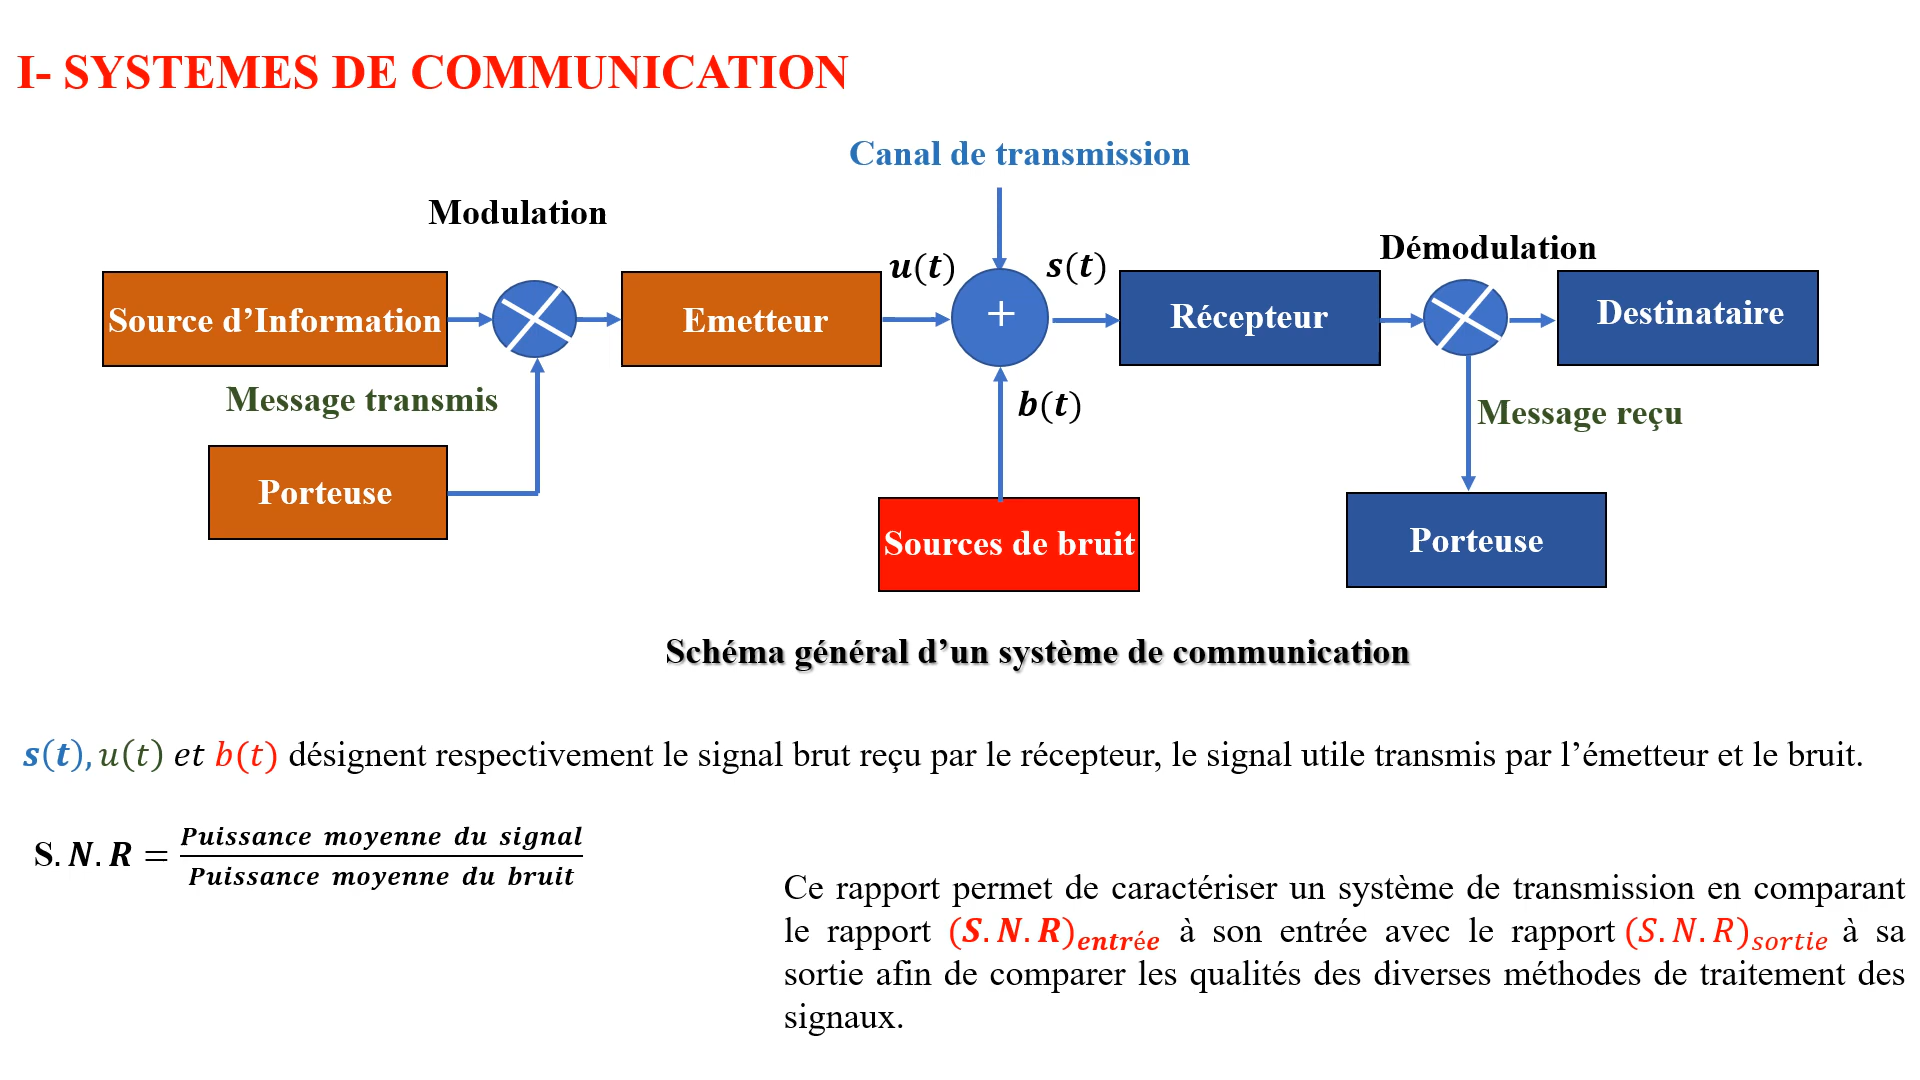 I- SYSTEMES DE COMMUNICATION
Canal de transmission
Modulation
Démodulation
u(t)
s(t)
Source d’Information
Emetteur
+
Récepteur
Destinataire
Message transmis
b(t)
Message reçu
Porteuse
Sources de bruit
Porteuse
Schéma général d’un système de communication
s(t), u(t) et b(t) désignent respectivement le signal brut reçu par le récepteur, le signal utile transmis par l’émetteur et le bruit.
S.N.R = Puissance moyenne du signal / Puissance moyenne du bruit
Ce rapport permet de caractériser un système de transmission en comparant
le rapport (S.N.R)entrée à son entrée avec le rapport (S.N.R)sortie à sa
sortie afin de comparer les qualités des diverses méthodes de traitement des
signaux.